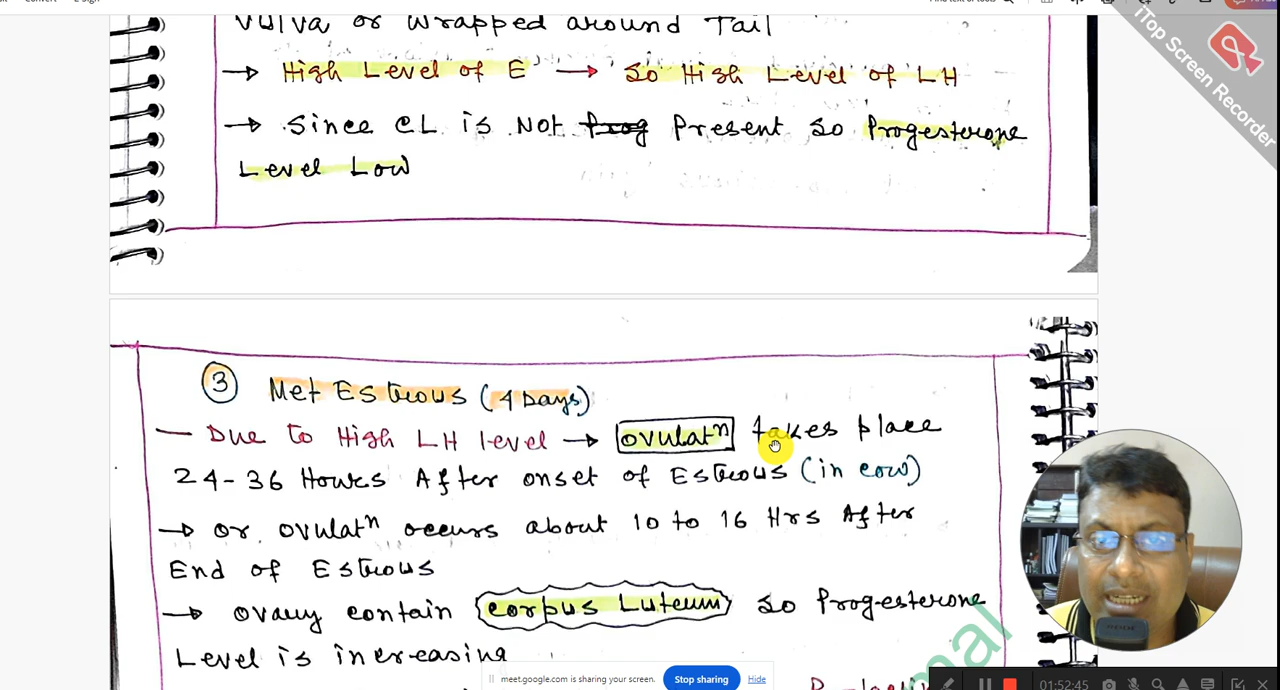 Vulva or Wrapped around Tail
→ High Level of E → So High Level of LH
→ Since CL is Not Prog Present So Progesterone
Level Low
③ Met Estrous (4 Days)
— Due to High LH level → ovulatⁿ takes place
24-36 Hours After onset of Estrous (in cow)
→ or ovulatⁿ occurs about 10 to 16 Hrs After
End of Estrous
→ ovary contain corpus Luteum so Progesterone
Level is increasing
meet.google.com is sharing your screen.
Stop sharing
Hide
01:52:45
iTop Screen Recorder